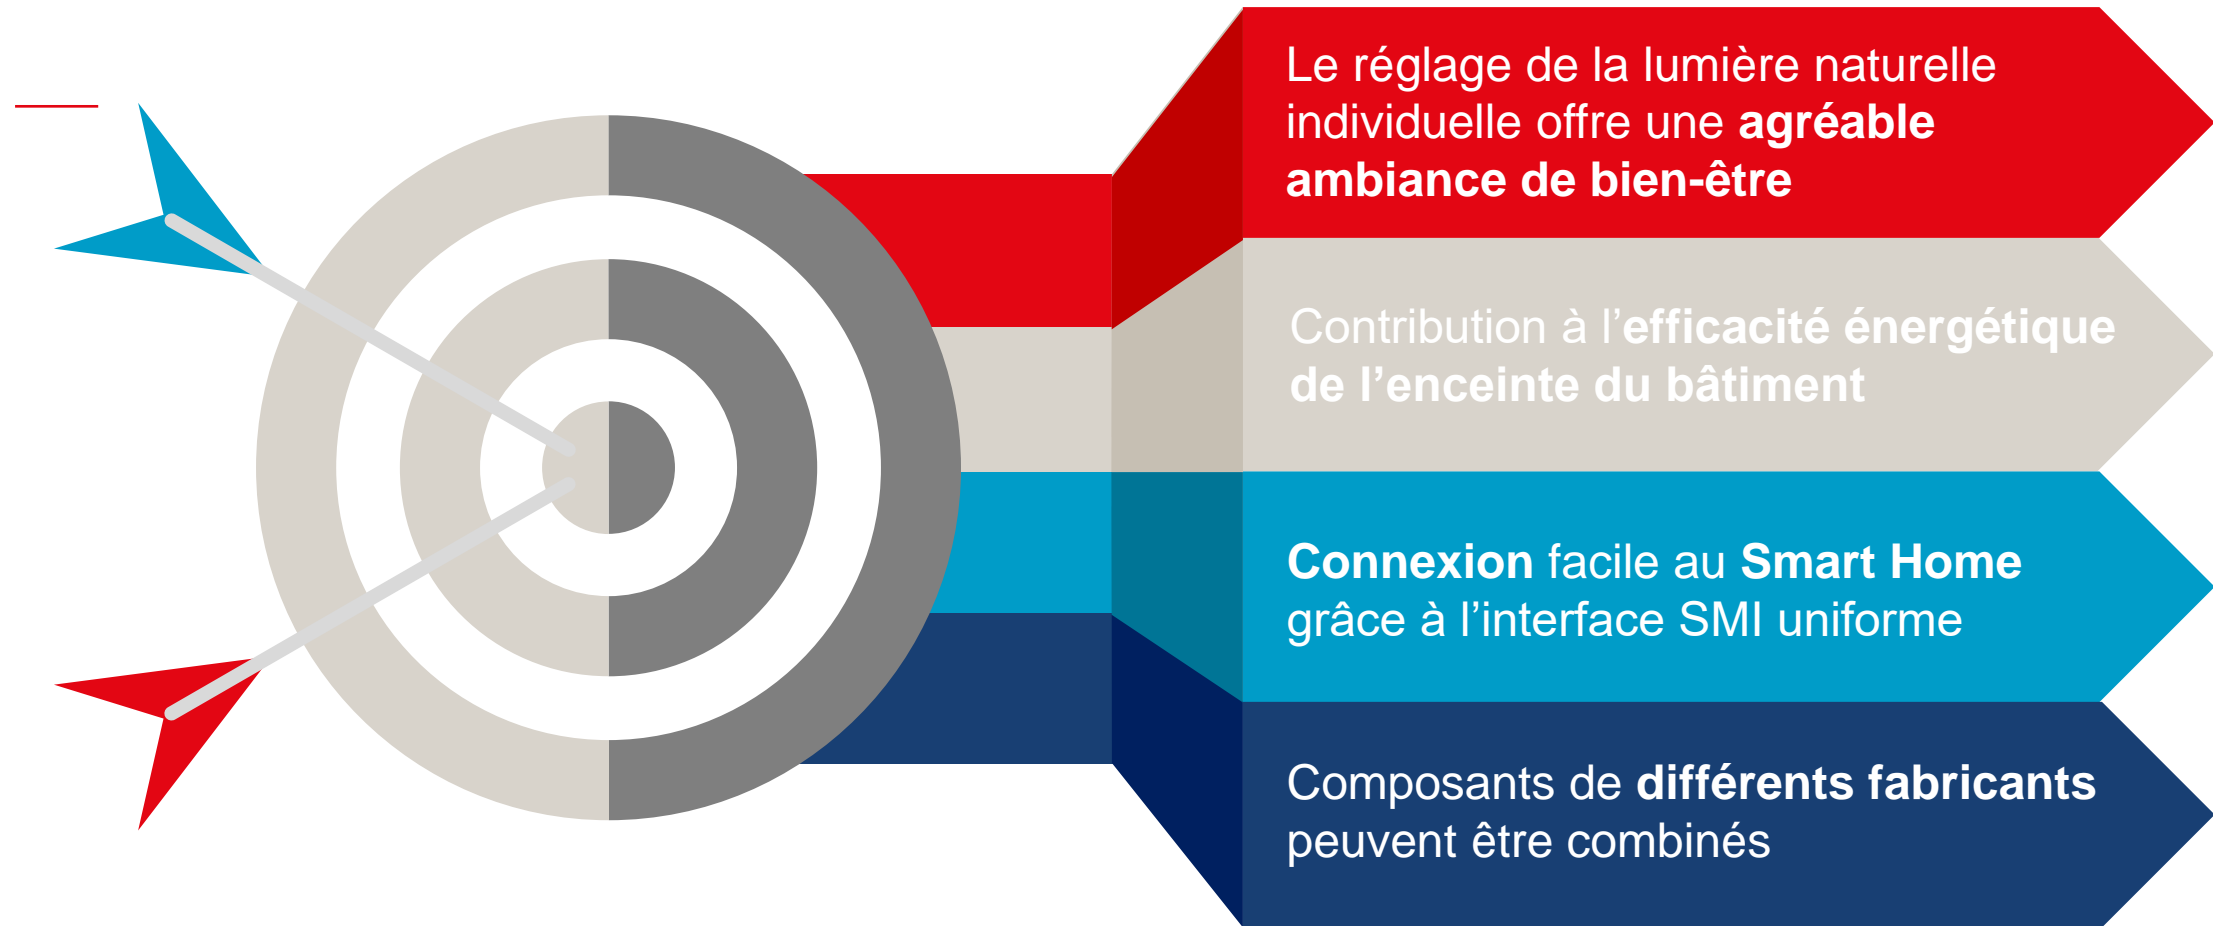 Le réglage de la lumière naturelle
individuelle offre une agréable
ambiance de bien-être
Contribution à l’efficacité énergétique
de l’enceinte du bâtiment
Connexion facile au Smart Home
grâce à l’interface SMI uniforme
Composants de différents fabricants
peuvent être combinés